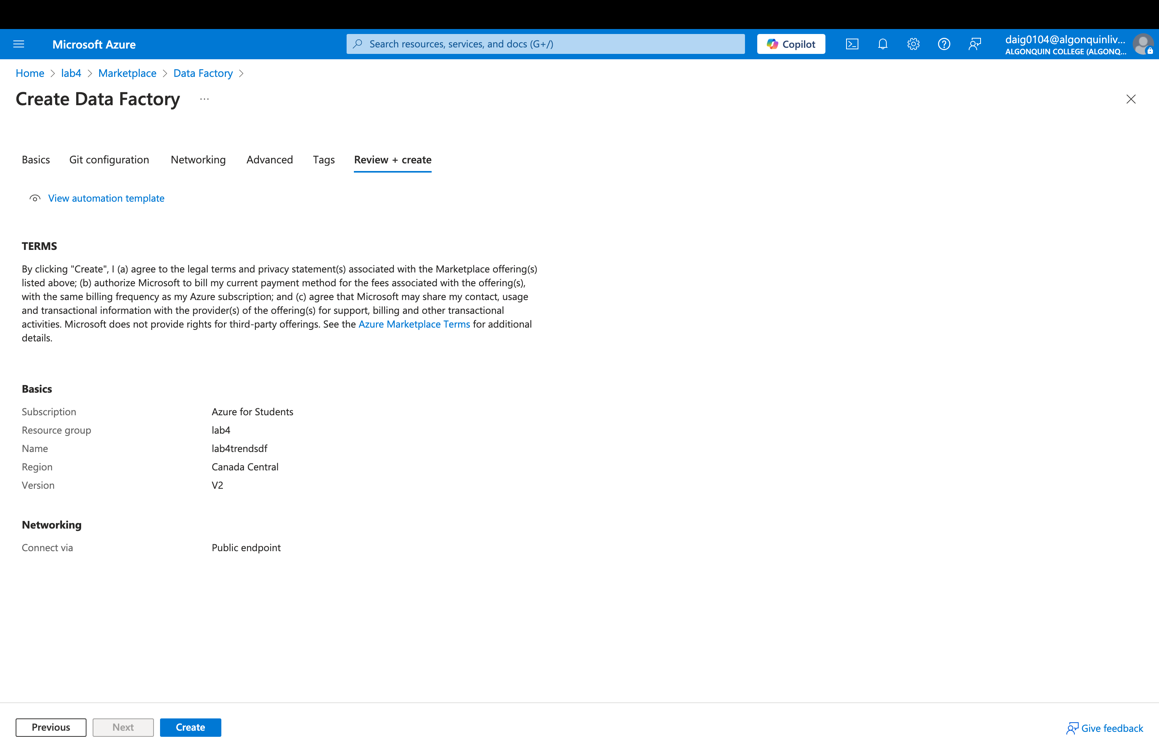 Microsoft Azure
Search resources, services, and docs (G+/)
Copilot
daig0104@algonquinliv...
ALGONQUIN COLLEGE (ALGONQ...
Home > lab4 > Marketplace > Data Factory >
Create Data Factory ...
Basics Git configuration Networking Advanced Tags Review + create
View automation template
TERMS
By clicking "Create", I (a) agree to the legal terms and privacy statement(s) associated with the Marketplace offering(s)
listed above; (b) authorize Microsoft to bill my current payment method for the fees associated with the offering(s),
with the same billing frequency as my Azure subscription; and (c) agree that Microsoft may share my contact, usage
and transactional information with the provider(s) of the offering(s) for support, billing and other transactional
activities. Microsoft does not provide rights for third-party offerings. See the Azure Marketplace Terms for additional
details.
Basics
Subscription Azure for Students
Resource group lab4
Name lab4trendsdf
Region Canada Central
Version V2
Networking
Connect via Public endpoint
Previous Next Create
Give feedback